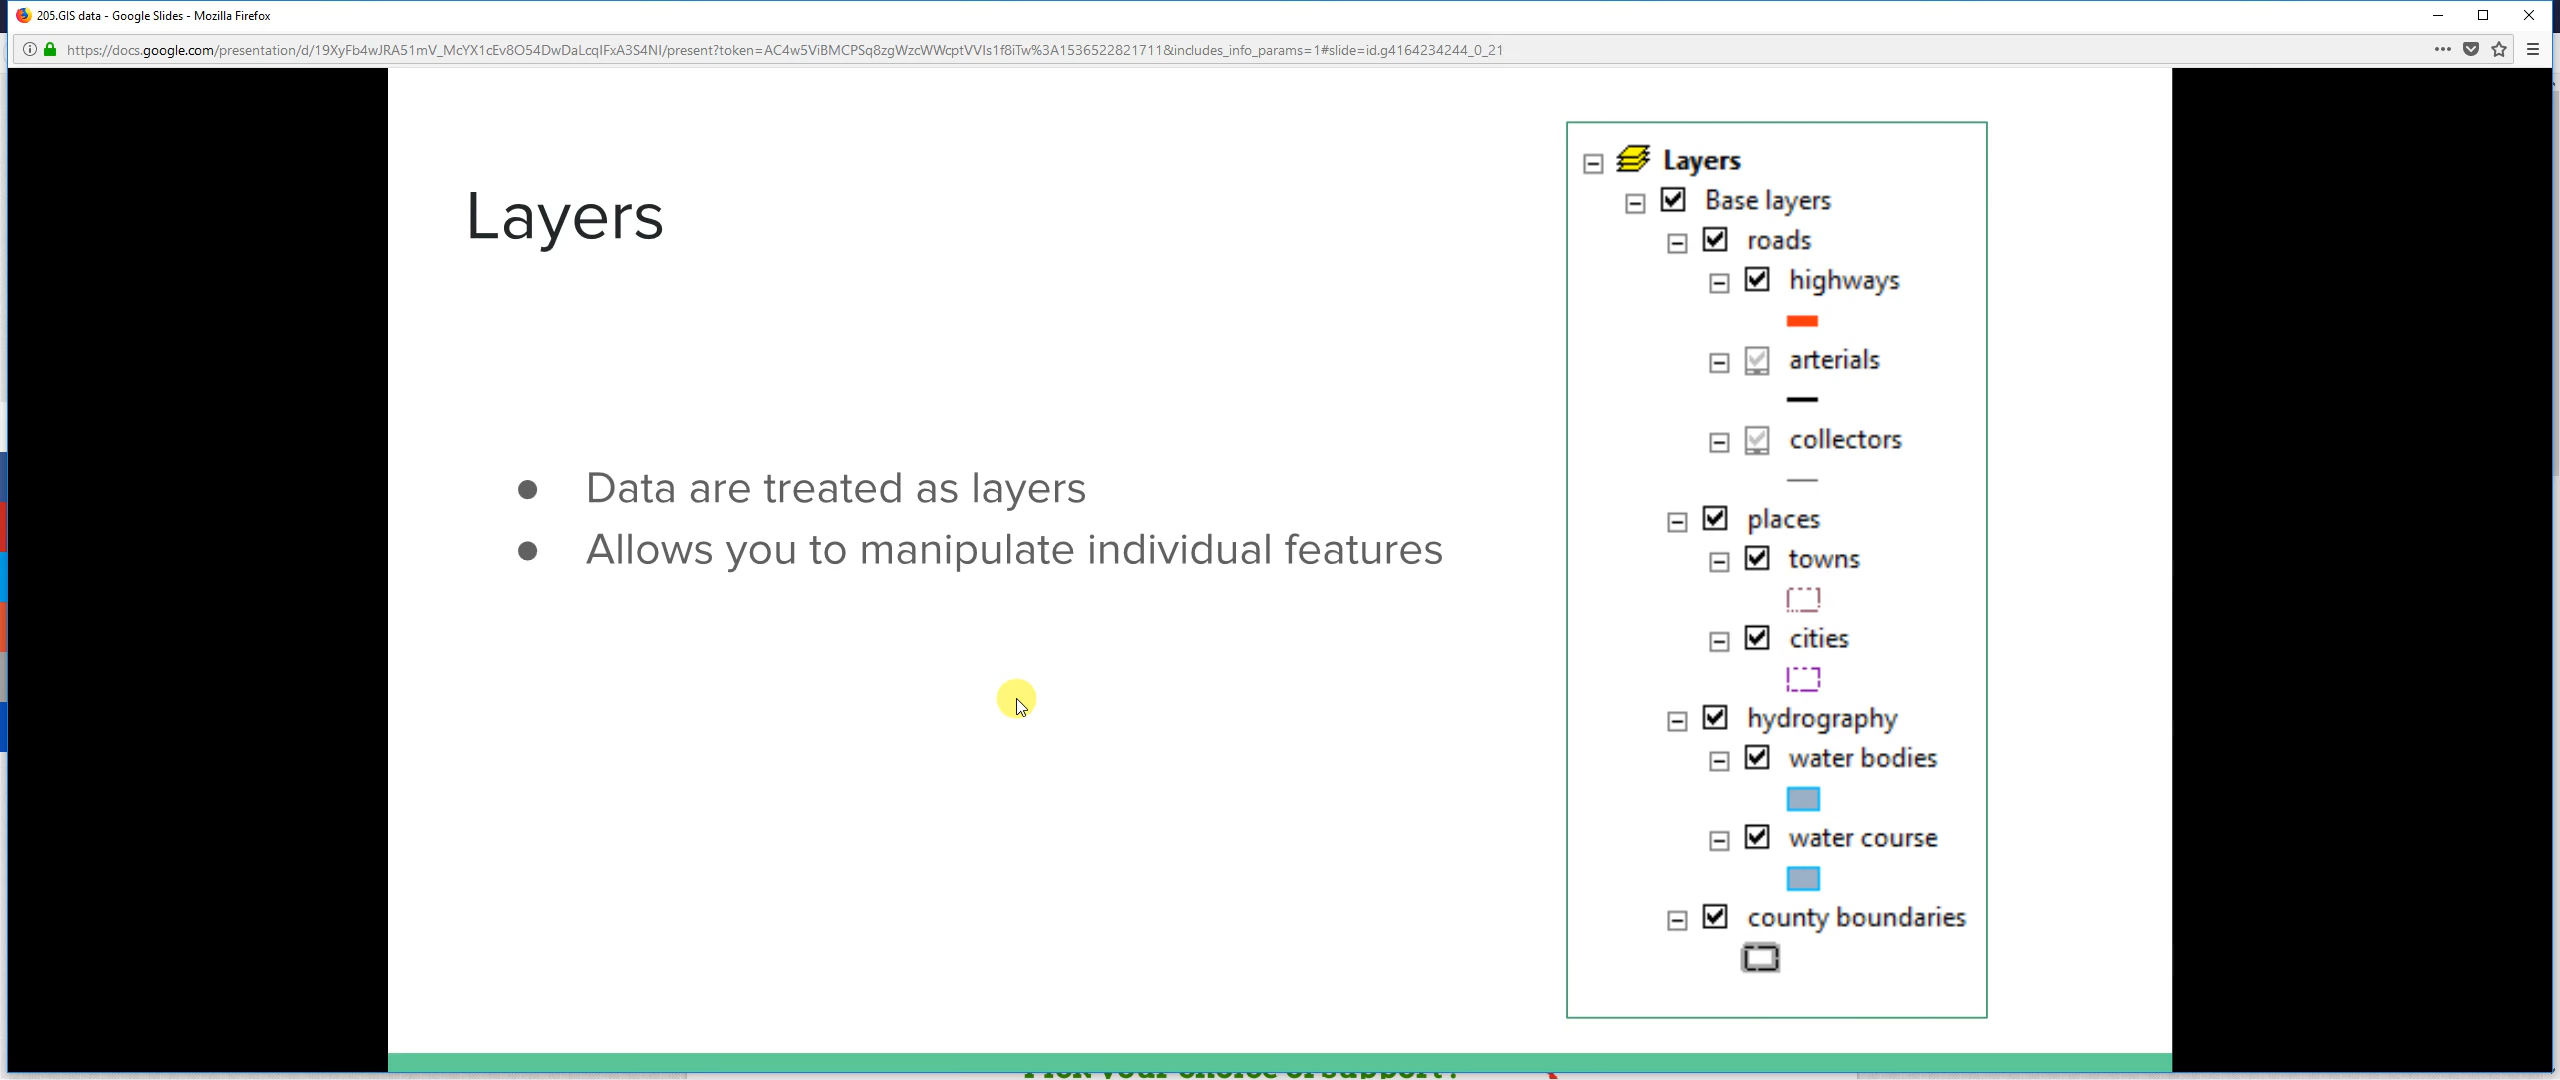 205.GIS data - Google Slides - Mozilla Firefox
https://docs.google.com/presentation/d/19XyFb4wJRA51mV_McYX1cEv8O54DwDaLcqIFxA3S4NI/present?token=AC4w5ViBMCPSq8zgWzcWWcptVVIs1f8iTw%3A1536522821711&includes_info_params=1#slide=id.g4164234244_0_21
Layers
Data are treated as layers
Allows you to manipulate individual features
Layers
Base layers
roads
highways
arterials
collectors
places
towns
cities
hydrography
water bodies
water course
county boundaries